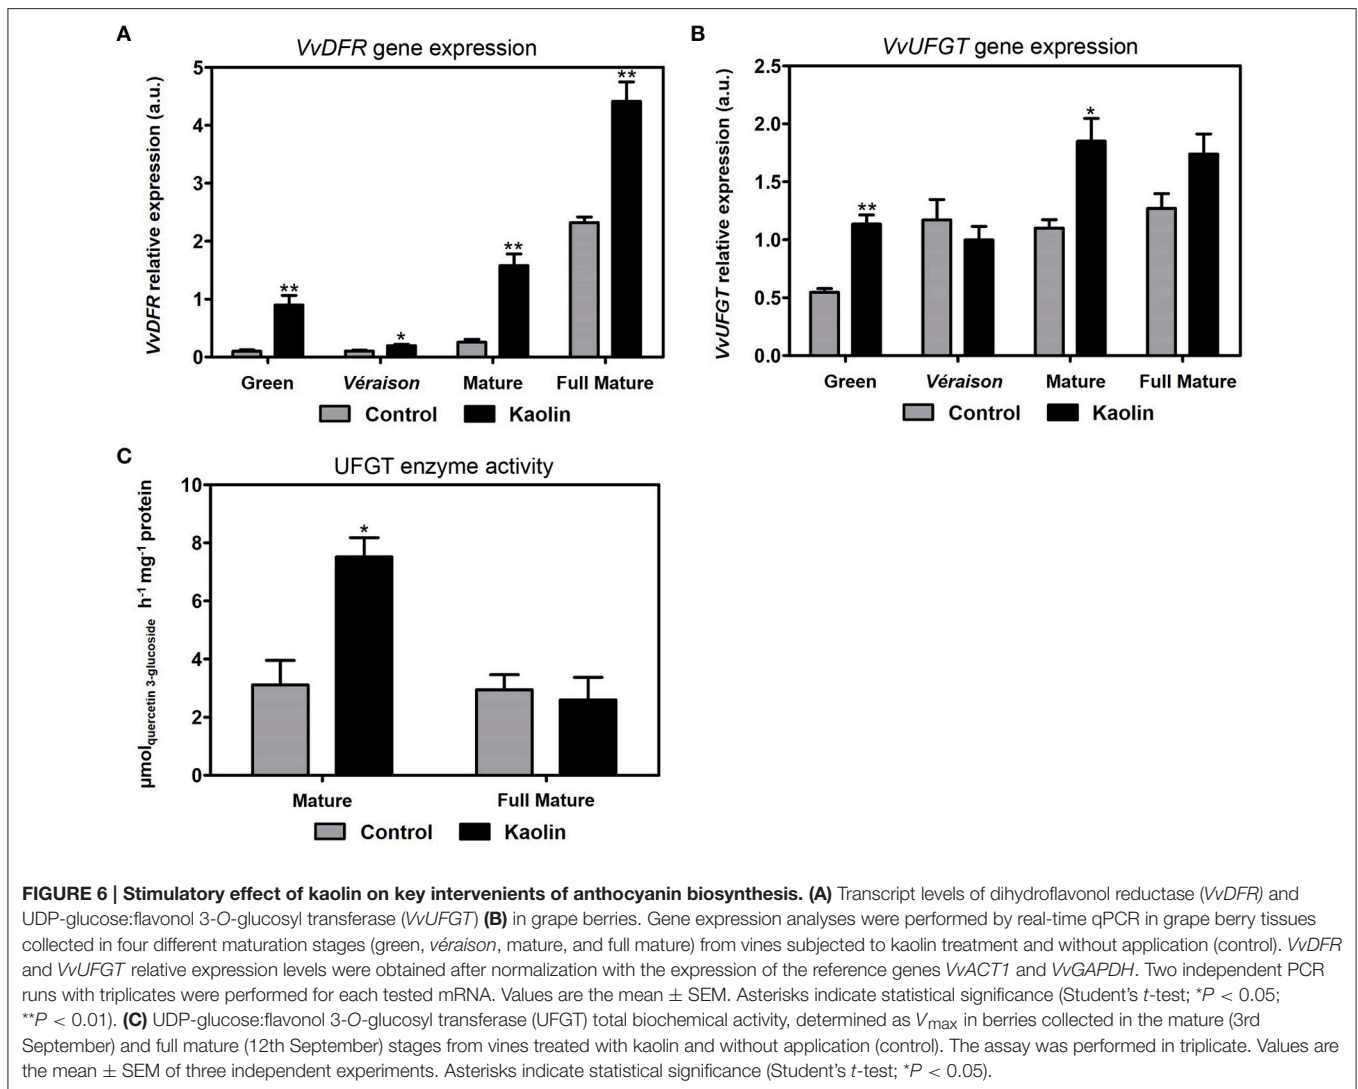 A
VvDFR gene expression
VvDFR relative expression (a.u.)
5
4
3
2
1
0
**
*
**
**
Green Véraison Mature Full Mature
Control Kaolin
B
VvUFGT gene expression
VvUFGT relative expression (a.u.)
2.5
2.0
1.5
1.0
0.5
0.0
**
*
Green Véraison Mature Full Mature
Control Kaolin
C
UFGT enzyme activity
µmol quercetin 3-glucoside h⁻¹ mg⁻¹ protein
10
8
6
4
2
0
*
Mature Full Mature
Control Kaolin
FIGURE 6 | Stimulatory effect of kaolin on key intervenients of anthocyanin biosynthesis. (A) Transcript levels of dihydroflavonol reductase (VvDFR) and
UDP-glucose:flavonol 3-O-glucosyl transferase (VvUFGT) (B) in grape berries. Gene expression analyses were performed by real-time qPCR in grape berry tissues
collected in four different maturation stages (green, véraison, mature, and full mature) from vines subjected to kaolin treatment and without application (control). VvDFR
and VvUFGT relative expression levels were obtained after normalization with the expression of the reference genes VvACT1 and VvGAPDH. Two independent PCR
runs with triplicates were performed for each tested mRNA. Values are the mean ± SEM. Asterisks indicate statistical significance (Student's t-test; *P < 0.05;
**P < 0.01). (C) UDP-glucose:flavonol 3-O-glucosyl transferase (UFGT) total biochemical activity, determined as Vmax in berries collected in the mature (3rd
September) and full mature (12th September) stages from vines treated with kaolin and without application (control). The assay was performed in triplicate. Values are
the mean ± SEM of three independent experiments. Asterisks indicate statistical significance (Student's t-test; *P < 0.05).